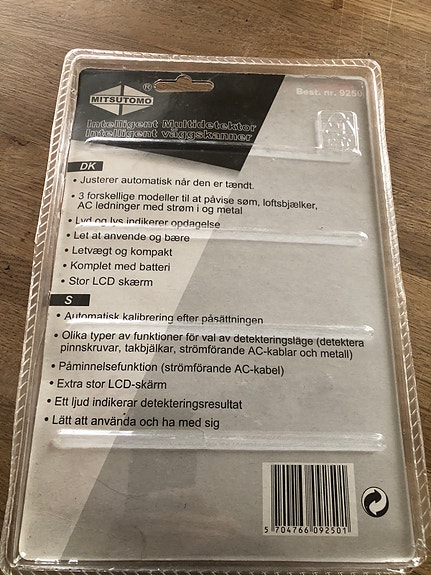 MITSUTOMO
®
Best. nr. 9250
Intelligent Multidetektor
Intelligent väggskanner
DK
• Justerer automatisk når den er tændt.
• 3 forskellige modeller til at påvise søm, loftsbjælker,
AC ledninger med strøm i og metal
• Lyd og lys indikerer opdagelse
• Let at anvende og bære
• Letvægt og kompakt
• Komplet med batteri
• Stor LCD skærm
S
• Automatisk kalibrering efter påsättningen
• Olika typer av funktioner för val av detekteringsläge (detektera
pinnskruvar, takbjälkar, strömförande AC-kablar och metall)
• Påminnelsefunktion (strömförande AC-kabel)
• Extra stor LCD-skärm
• Ett ljud indikerar detekteringsresultat
• Lätt att använda och ha med sig
5 704766 092501